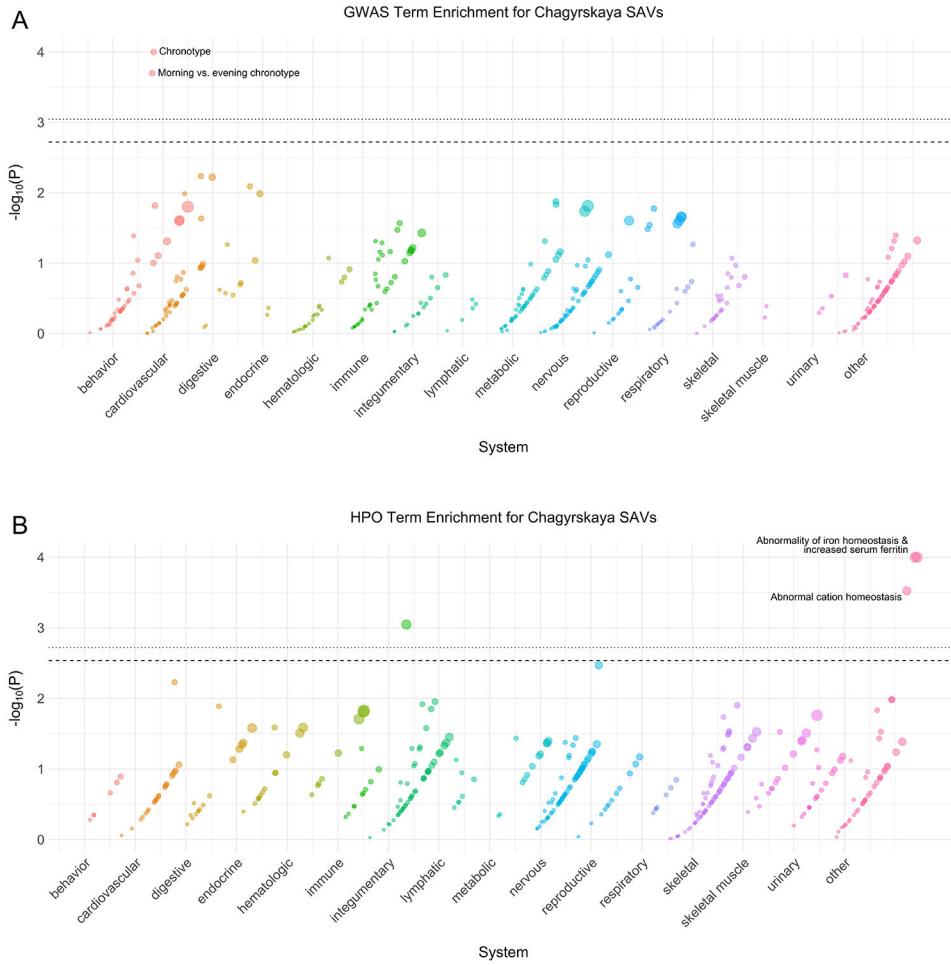 A
GWAS Term Enrichment for Chagyrskaya SAVs
4
Chronotype
Morning vs. evening chronotype
3
2
1
0
-log10(P)
behavior
cardiovascular
digestive
endocrine
hematologic
immune
integumentary
lymphatic
metabolic
nervous
reproductive
respiratory
skeletal
skeletal muscle
urinary
other
System
B
HPO Term Enrichment for Chagyrskaya SAVs
Abnormality of iron homeostasis &
increased serum ferritin
4
Abnormal cation homeostasis
3
2
1
0
-log10(P)
behavior
cardiovascular
digestive
endocrine
hematologic
immune
integumentary
lymphatic
metabolic
nervous
reproductive
respiratory
skeletal
skeletal muscle
urinary
other
System